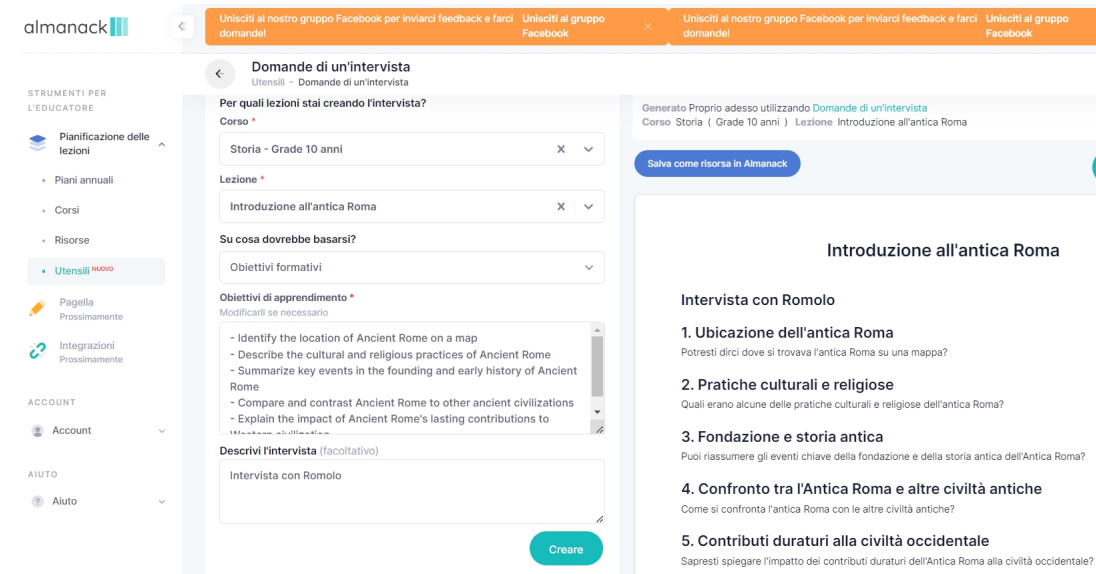 almanack
Unisciti al nostro gruppo Facebook per inviarci feedback e farci domande!
Unisciti al gruppo Facebook
Unisciti al nostro gruppo Facebook per inviarci feedback e farci domande!
Unisciti al gruppo Facebook
Domande di un'intervista
Utensili - Domande di un'intervista
STRUMENTI PER L'EDUCATORE
Pianificazione delle lezioni
Piani annuali
Corsi
Risorse
Utensili NUOVO
Pagella
Prossimamente
Integrazioni
Prossimamente
ACCOUNT
Account
AIUTO
Aiuto
Per quali lezioni stai creando l'intervista?
Corso *
Storia - Grade 10 anni
Lezione *
Introduzione all'antica Roma
Su cosa dovrebbe basarsi?
Obiettivi formativi
Obiettivi di apprendimento *
Modificarli se necessario
- Identify the location of Ancient Rome on a map
- Describe the cultural and religious practices of Ancient Rome
- Summarize key events in the founding and early history of Ancient
Rome
- Compare and contrast Ancient Rome to other ancient civilizations
- Explain the impact of Ancient Rome's lasting contributions to
Western civilization
Descrivi l'intervista (facoltativo)
Intervista con Romolo
Creare
Generato Proprio adesso utilizzando Domande di un'intervista
Corso Storia ( Grade 10 anni ) Lezione Introduzione all'antica Roma
Salva come risorsa in Almanack
Introduzione all'antica Roma
Intervista con Romolo
1. Ubicazione dell'antica Roma
Potresti dirci dove si trovava l'antica Roma su una mappa?
2. Pratiche culturali e religiose
Quali erano alcune delle pratiche culturali e religiose dell'antica Roma?
3. Fondazione e storia antica
Puoi riassumere gli eventi chiave della fondazione e della storia antica dell'Antica Roma?
4. Confronto tra l'Antica Roma e altre civiltà antiche
Come si confronta l'antica Roma con le altre civiltà antiche?
5. Contributi duraturi alla civiltà occidentale
Sapresti spiegare l'impatto dei contributi duraturi dell'Antica Roma alla civiltà occidentale?